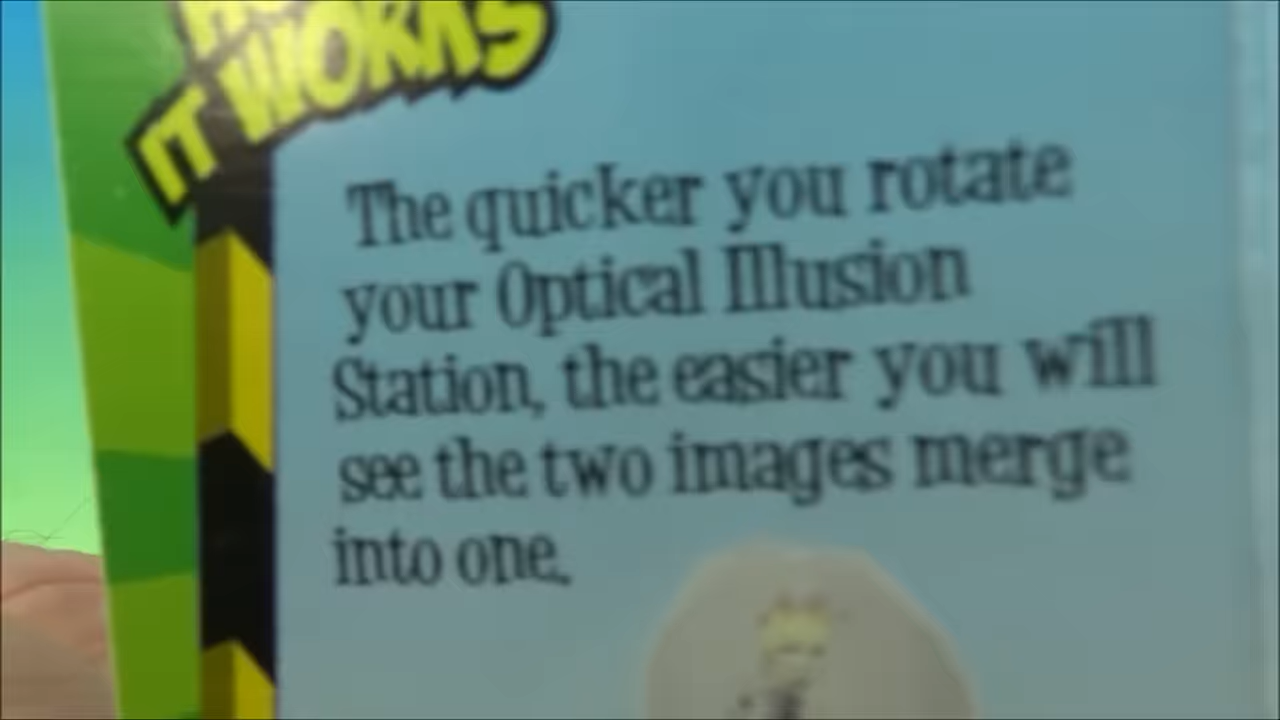 IT WORKS
The quicker you rotate
your Optical Illusion
Station, the easier you will
see the two images merge
into one.